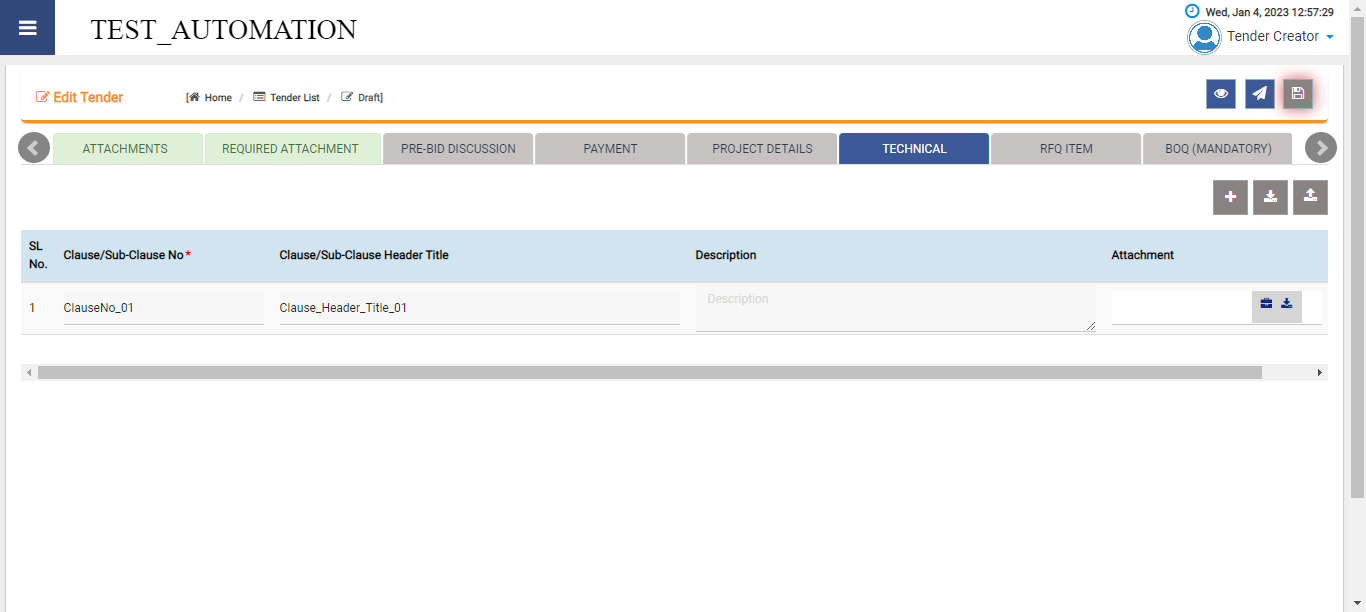 Wed, Jan 4, 2023 12:57:29
TEST_AUTOMATION
Tender Creator
Edit Tender
[Home / Tender List / Draft]
ATTACHMENTS REQUIRED ATTACHMENT PRE-BID DISCUSSION PAYMENT PROJECT DETAILS TECHNICAL RFQ ITEM BOQ (MANDATORY)
SL No. Clause/Sub-Clause No* Clause/Sub-Clause Header Title Description Attachment
1 ClauseNo_01 Clause_Header_Title_01 Description